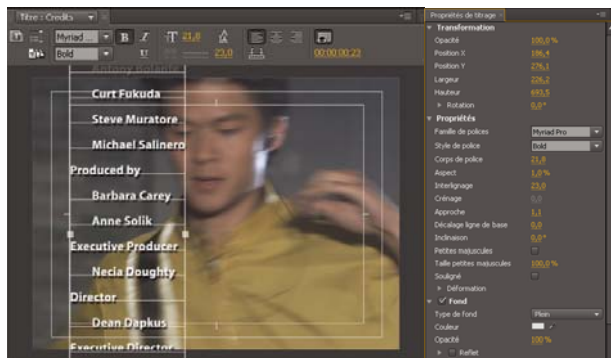 Titre : Credits
Myriad ...
B I T 21,8
Bold
U 23,0
00:00:00:23
Antony Bolante
Curt Fukuda
Steve Muratore
Michael Salinero
Produced by
Barbara Carey
Anne Solik
Executive Producer
Necia Doughty
Director
Dean Dapkus
Executive Director
Propriétés de titrage
Transformation
Opacité 100,0 %
Position X 186,4
Position Y 276,1
Largeur 226,2
Hauteur 693,5
Rotation 0,0°
Propriétés
Famille de polices Myriad Pro
Style de police Bold
Corps de police 21,8
Aspect 1,0 %
Interlignage 23,0
Crénage 0,0
Approche 1,1
Décalage ligne de base 0,0
Inclinaison 0,0°
Petites majuscules
Taille petites majuscules 100,0 %
Souligné
Déformation
Fond
Type de fond Plein
Couleur
Opacité 100 %
Reflet